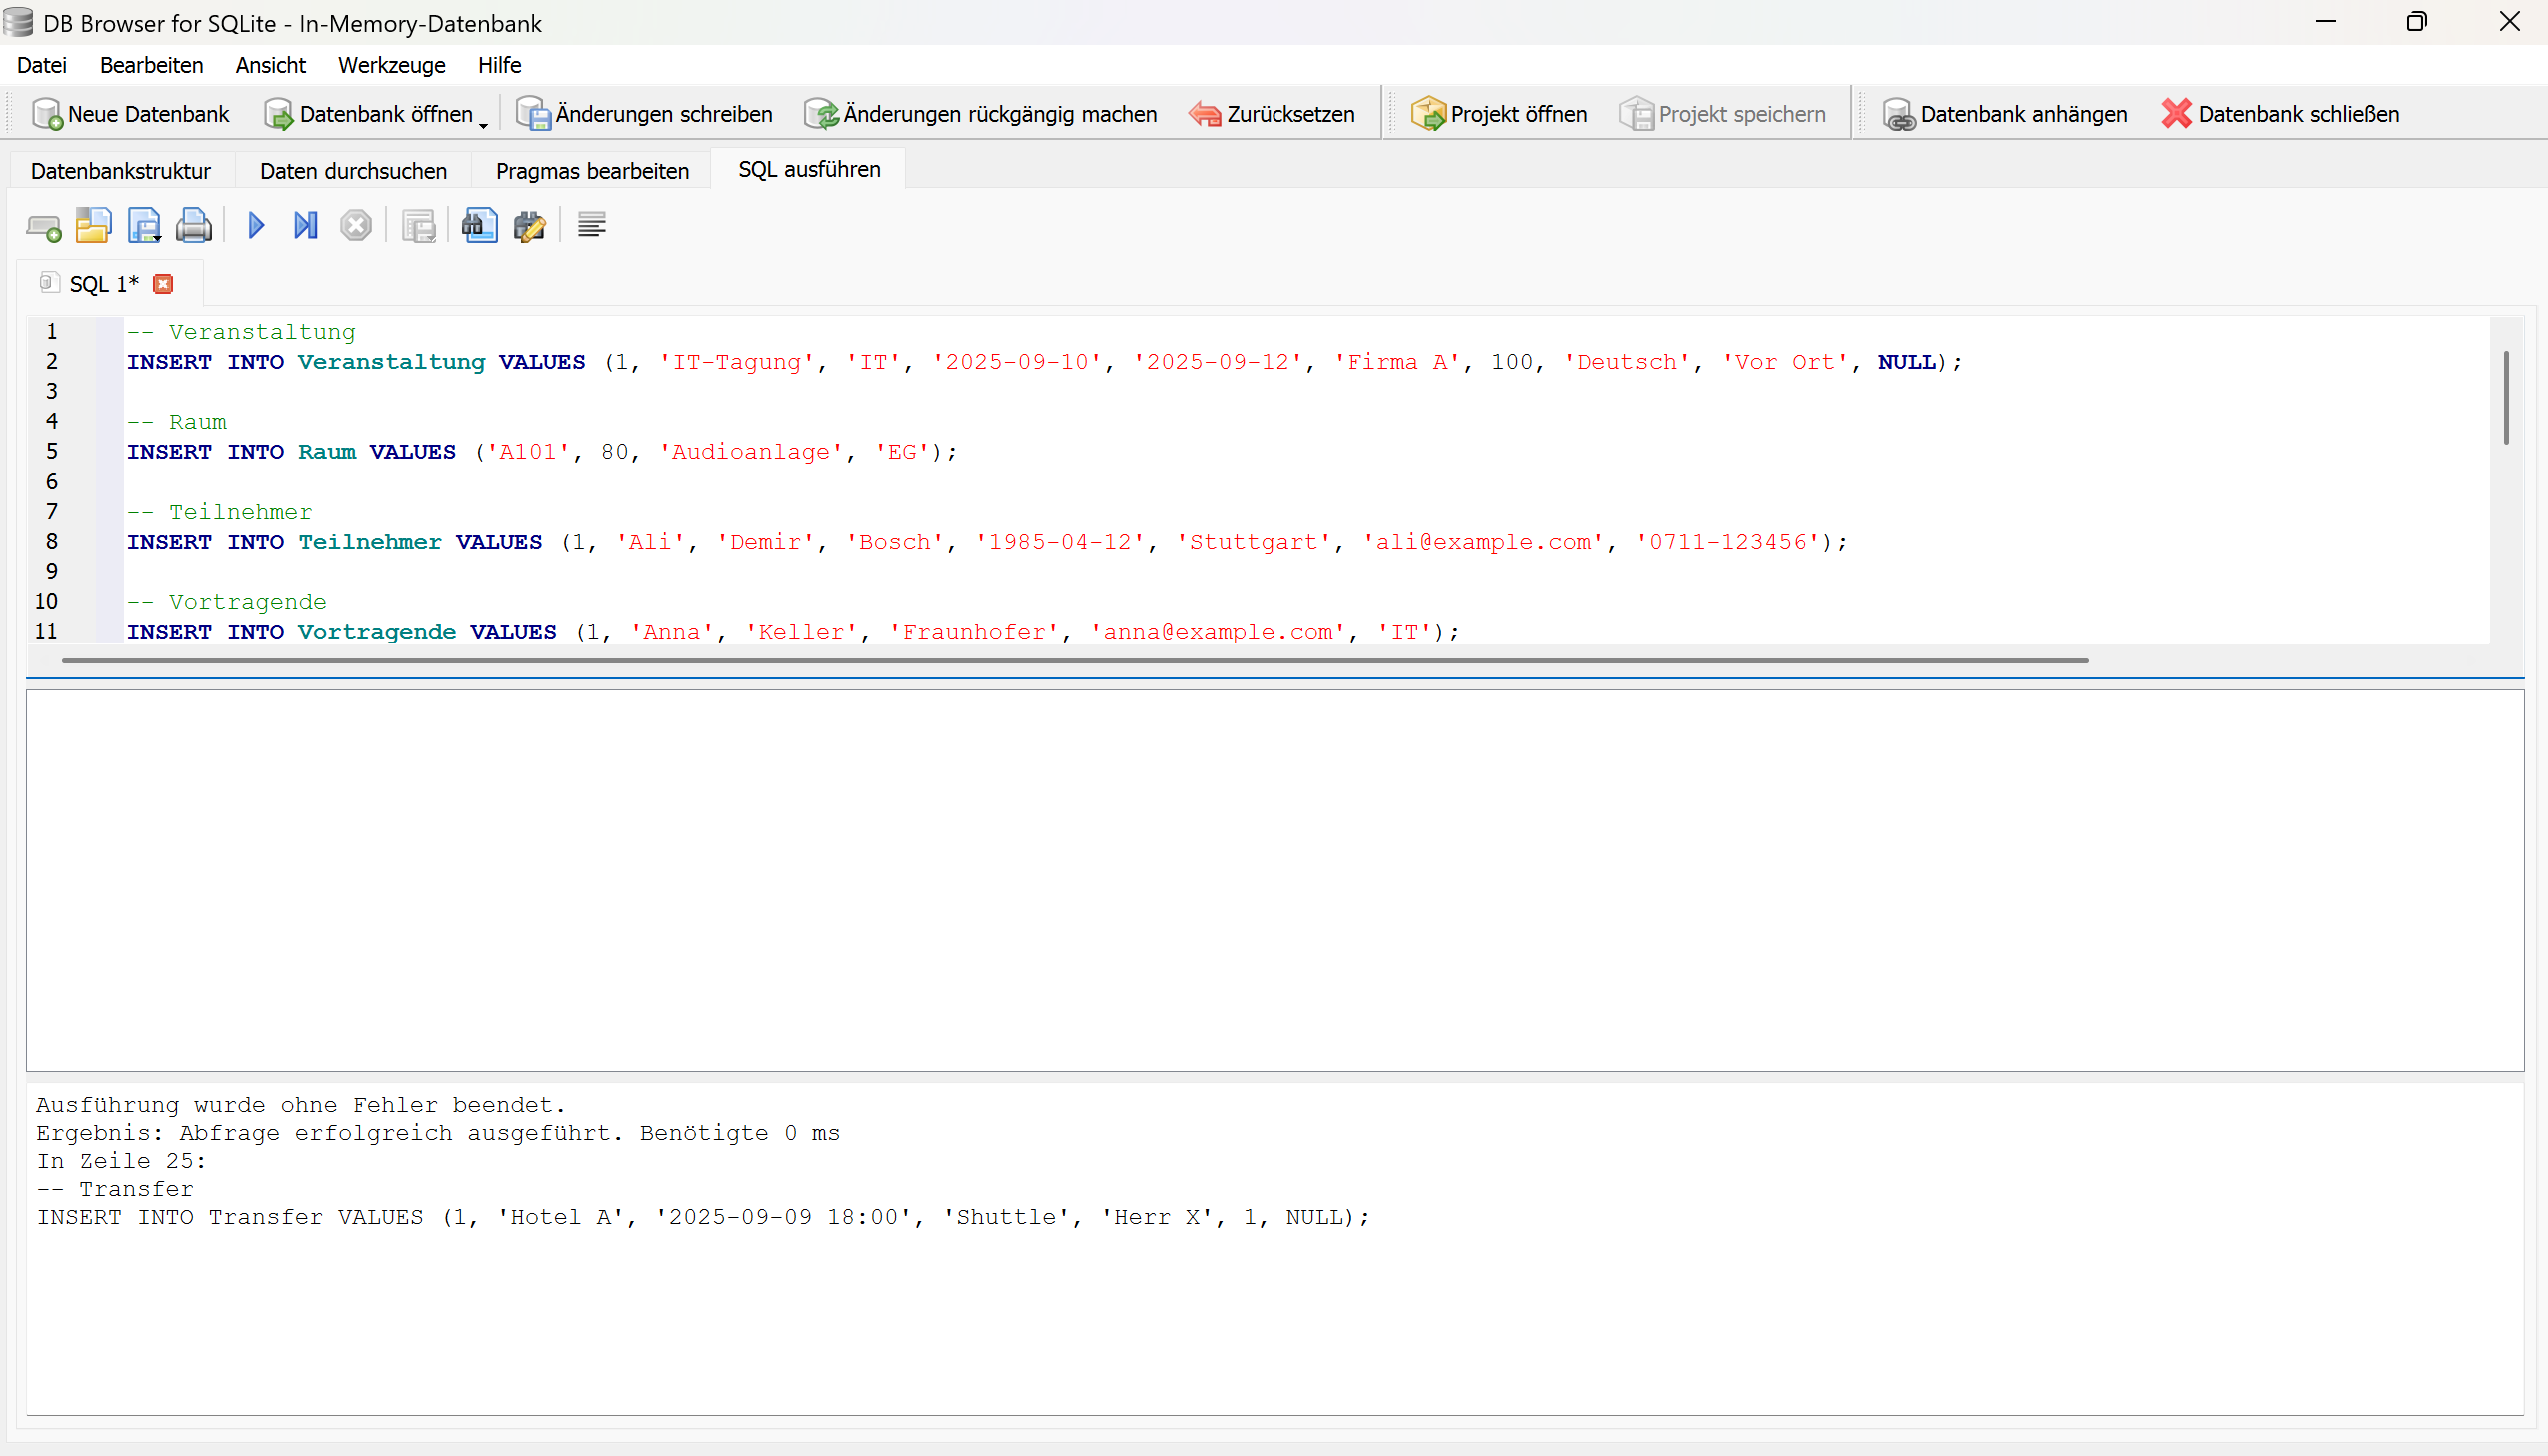 DB Browser for SQLite - In-Memory-Datenbank
Datei Bearbeiten Ansicht Werkzeuge Hilfe
Neue Datenbank Datenbank öffnen Änderungen schreiben Änderungen rückgängig machen Zurücksetzen Projekt öffnen Projekt speichern Datenbank anhängen Datenbank schließen
Datenbankstruktur Daten durchsuchen Pragmas bearbeiten SQL ausführen
SQL 1*
1 -- Veranstaltung
2 INSERT INTO Veranstaltung VALUES (1, 'IT-Tagung', 'IT', '2025-09-10', '2025-09-12', 'Firma A', 100, 'Deutsch', 'Vor Ort', NULL);
3
4 -- Raum
5 INSERT INTO Raum VALUES ('A101', 80, 'Audioanlage', 'EG');
6
7 -- Teilnehmer
8 INSERT INTO Teilnehmer VALUES (1, 'Ali', 'Demir', 'Bosch', '1985-04-12', 'Stuttgart', 'ali@example.com', '0711-123456');
9
10 -- Vortragende
11 INSERT INTO Vortragende VALUES (1, 'Anna', 'Keller', 'Fraunhofer', 'anna@example.com', 'IT');
Ausführung wurde ohne Fehler beendet.
Ergebnis: Abfrage erfolgreich ausgeführt. Benötigte 0 ms
In Zeile 25:
-- Transfer
INSERT INTO Transfer VALUES (1, 'Hotel A', '2025-09-09 18:00', 'Shuttle', 'Herr X', 1, NULL);